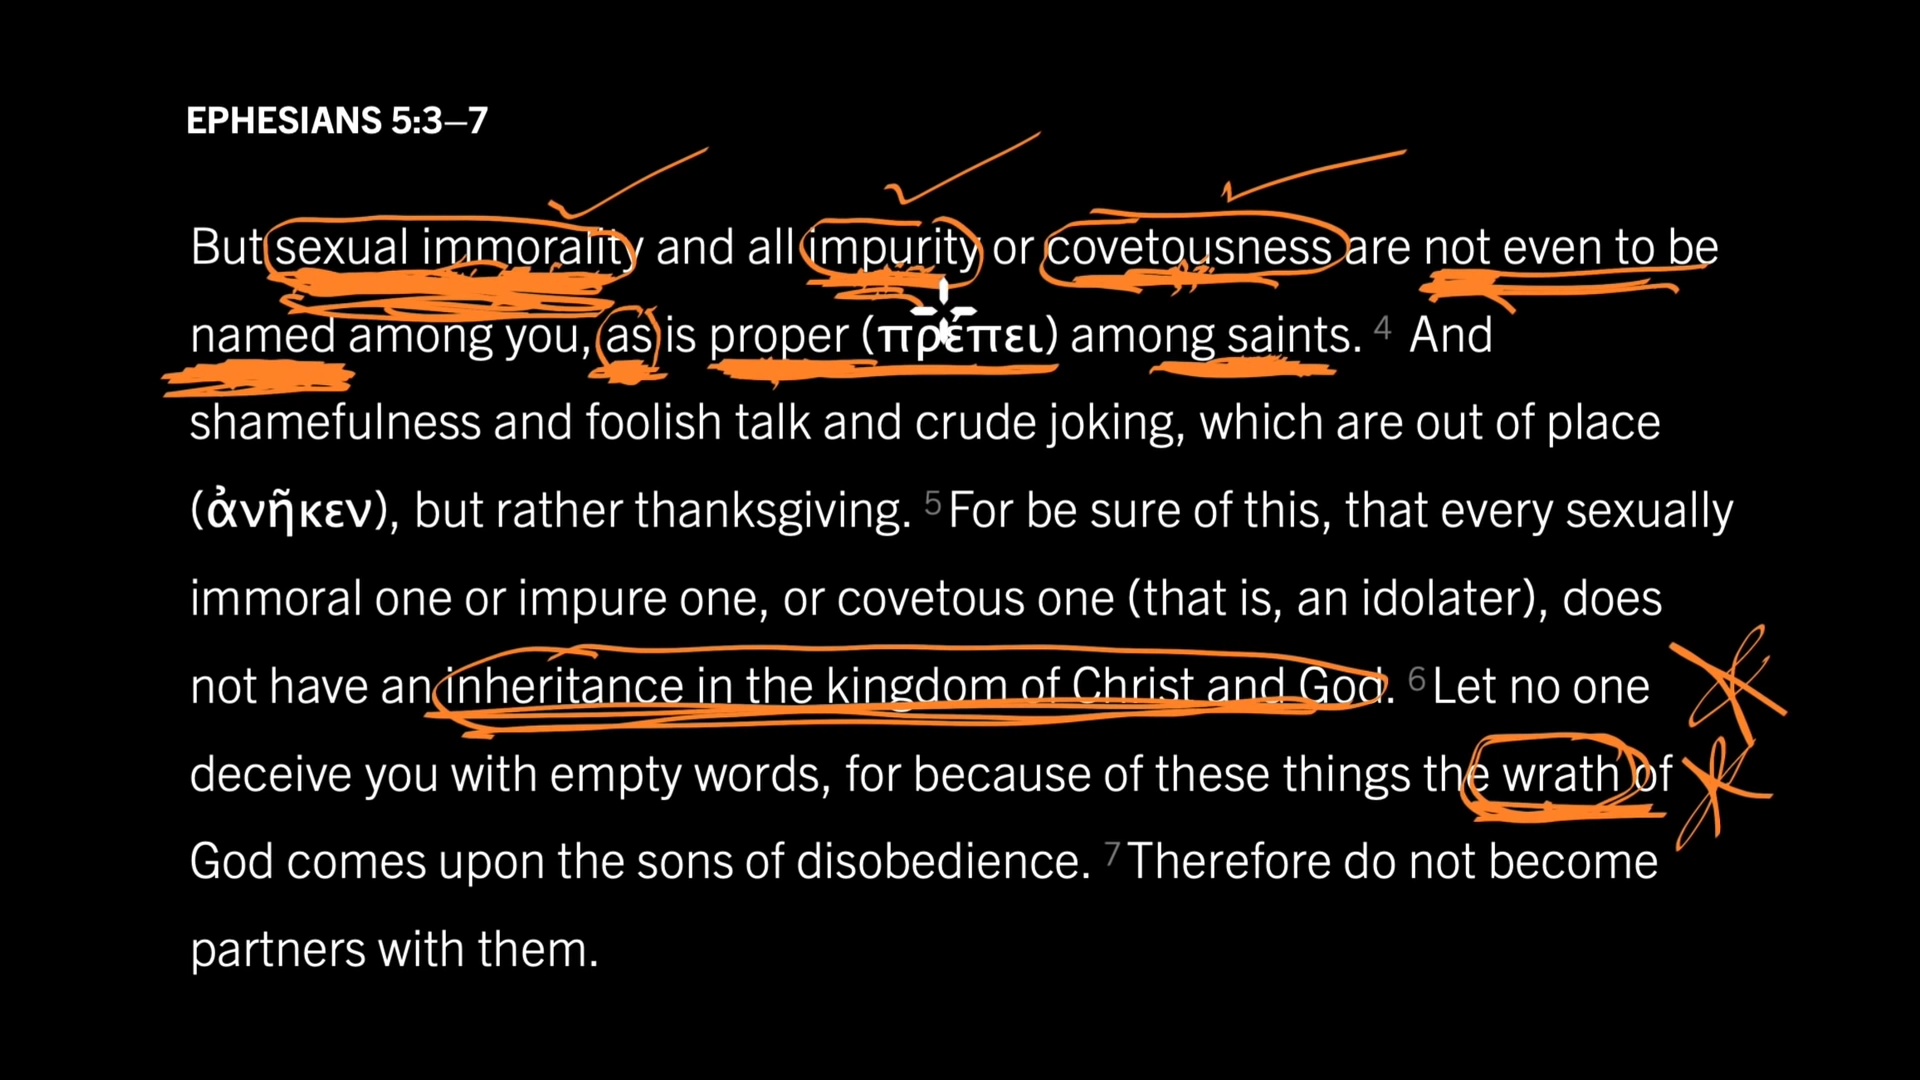 EPHESIANS 5:3–7
But sexual immorality and all impurity or covetousness are not even to be
named among you, as is proper (πρέπει) among saints. 4 And
shamefulness and foolish talk and crude joking, which are out of place
(ἀνῆκεν), but rather thanksgiving. 5 For be sure of this, that every sexually
immoral one or impure one, or covetous one (that is, an idolater), does
not have an inheritance in the kingdom of Christ and God. 6 Let no one
deceive you with empty words, for because of these things the wrath of
God comes upon the sons of disobedience. 7 Therefore do not become
partners with them.